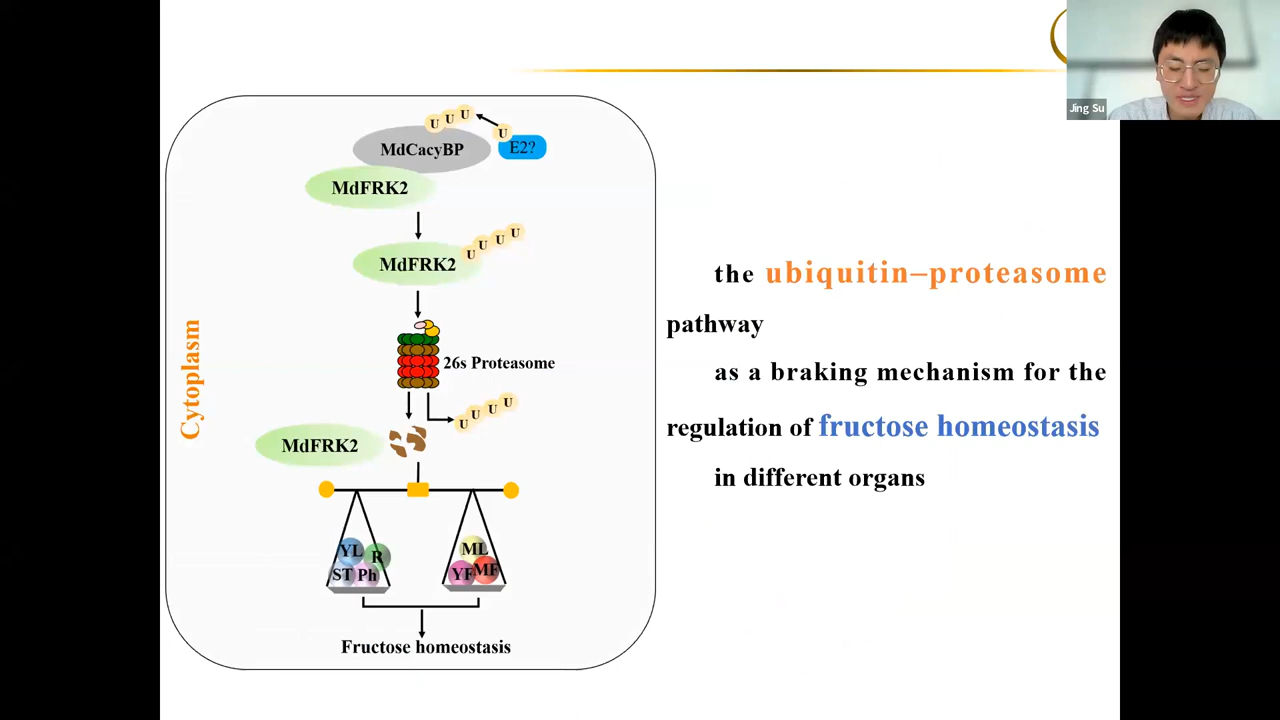 Jing Su
U U U
U
MdCacyBP
E2?
MdFRK2
U U U U
MdFRK2
Cytoplasm
26s Proteasome
U U U U
MdFRK2
YL R
ST Ph
ML
YF MF
Fructose homeostasis
the ubiquitin–proteasome
pathway
as a braking mechanism for the
regulation of fructose homeostasis
in different organs